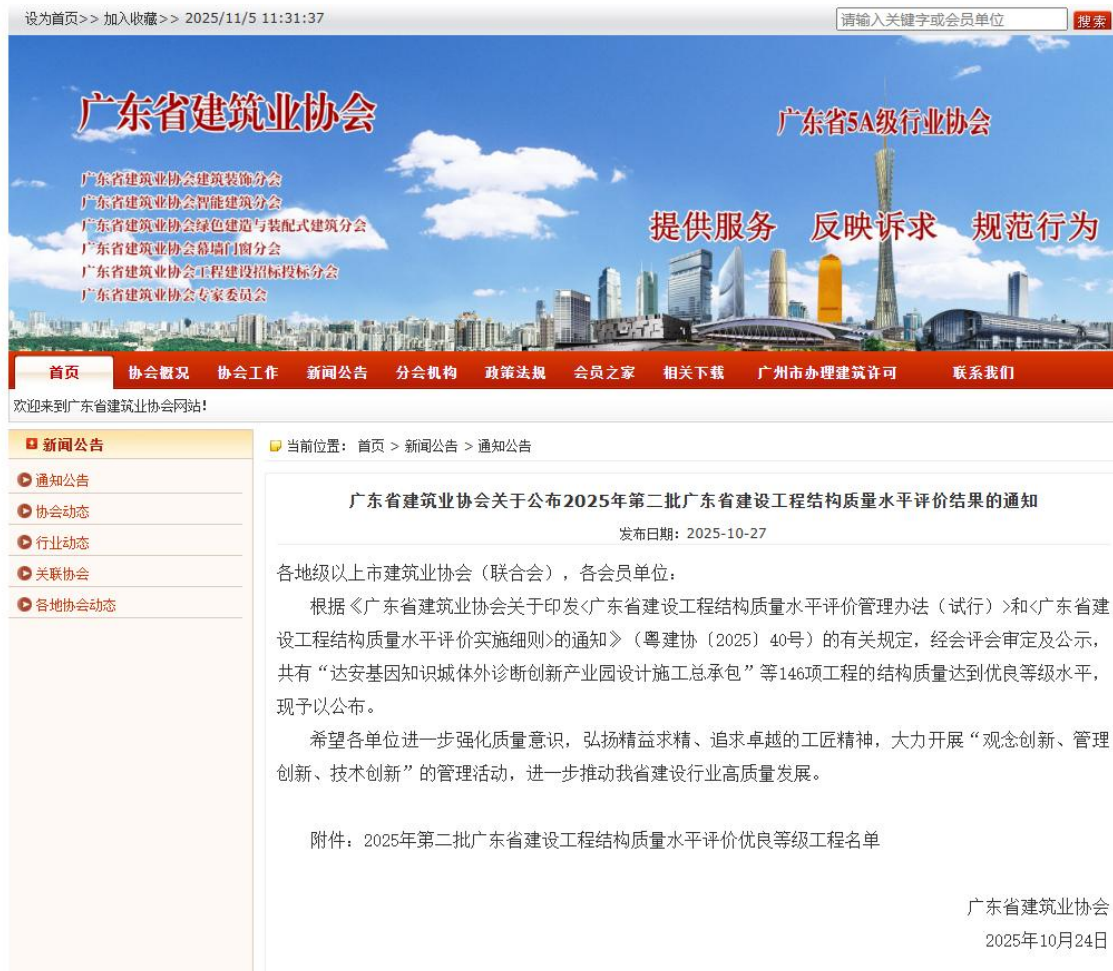 设为首页>> 加入收藏>> 2025/11/5 11:31:37
请输入关键字或会员单位
搜索
广东省建筑业协会
广东省5A级行业协会
广东省建筑业协会建筑装饰分会
广东省建筑业协会智能建筑分会
广东省建筑业协会绿色建造与装配式建筑分会
广东省建筑业协会幕墙门窗分会
广东省建筑业协会工程建设招标投标分会
广东省建筑业协会专家委员会
提供服务 反映诉求 规范行为
首页 协会概况 协会工作 新闻公告 分会机构 政策法规 会员之家 相关下载 广州市办理建筑许可 联系我们
欢迎来到广东省建筑业协会网站!
新闻公告
通知公告
协会动态
行业动态
关联协会
各地协会动态
当前位置: 首页 > 新闻公告 > 通知公告
广东省建筑业协会关于公布2025年第二批广东省建设工程结构质量水平评价结果的通知
发布日期: 2025-10-27
各地级以上市建筑业协会（联合会），各会员单位：
根据《广东省建筑业协会关于印发<广东省建设工程结构质量水平评价管理办法（试行）>和<广东省建
设工程结构质量水平评价实施细则>的通知》（粤建协〔2025〕40号）的有关规定，经会评会审定及公示，
共有“达安基因知识城体外诊断创新产业园设计施工总承包”等146项工程的结构质量达到优良等级水平，
现予以公布。
希望各单位进一步强化质量意识，弘扬精益求精、追求卓越的工匠精神，大力开展“观念创新、管理
创新、技术创新”的管理活动，进一步推动我省建设行业高质量发展。
附件：2025年第二批广东省建设工程结构质量水平评价优良等级工程名单
广东省建筑业协会
2025年10月24日